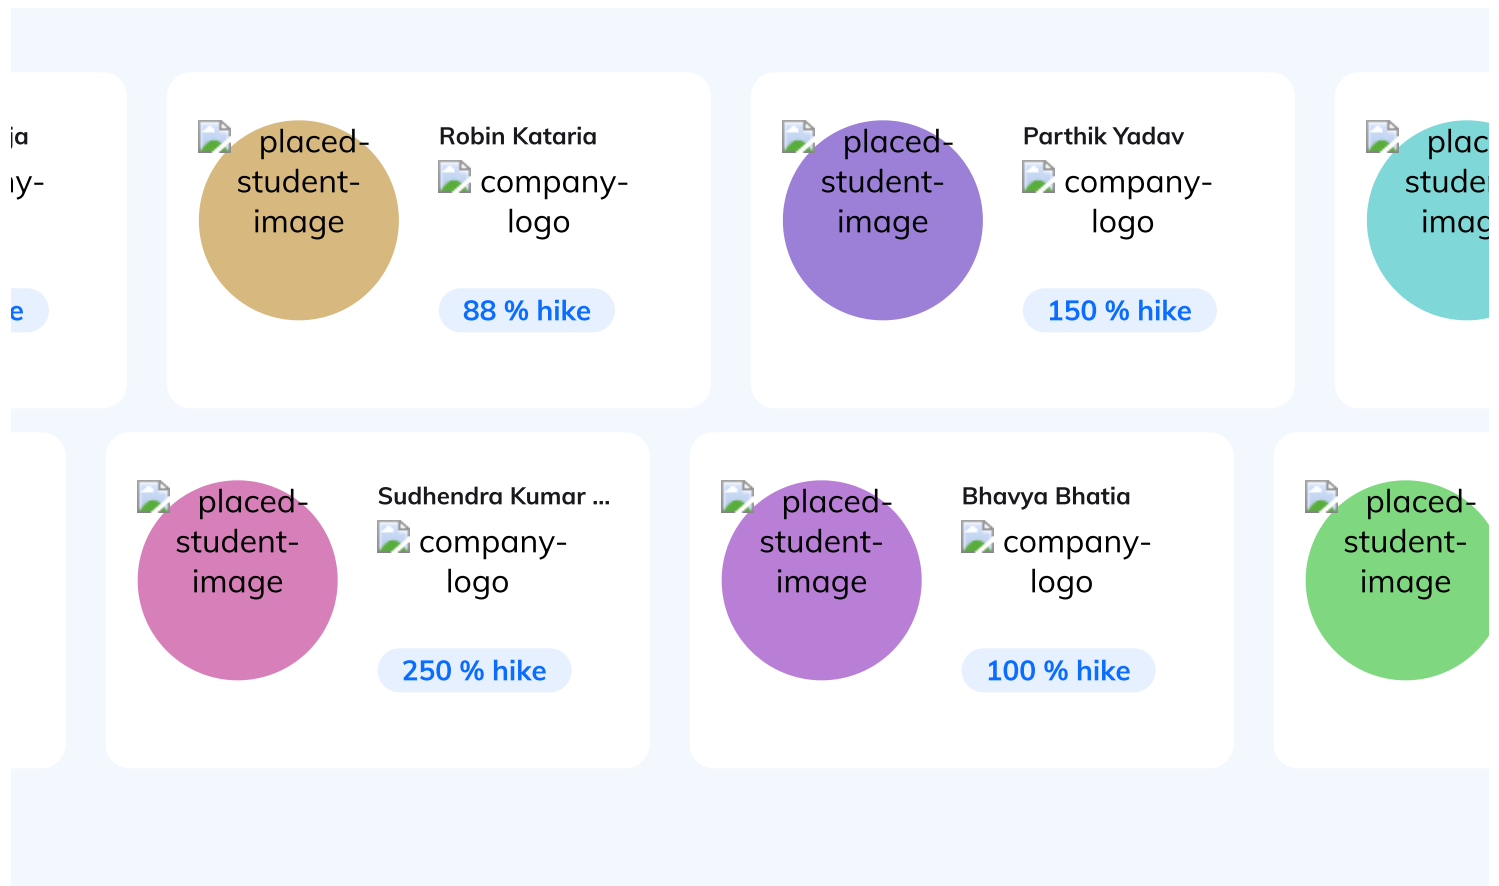 ja
placed-
student-
image
Robin Kataria
company-
logo
88 % hike
placed-
student-
image
Parthik Yadav
company-
logo
150 % hike
placed-
student-
image
Sudhendra Kumar ...
company-
logo
250 % hike
placed-
student-
image
Bhavya Bhatia
company-
logo
100 % hike
placed-
student-
image